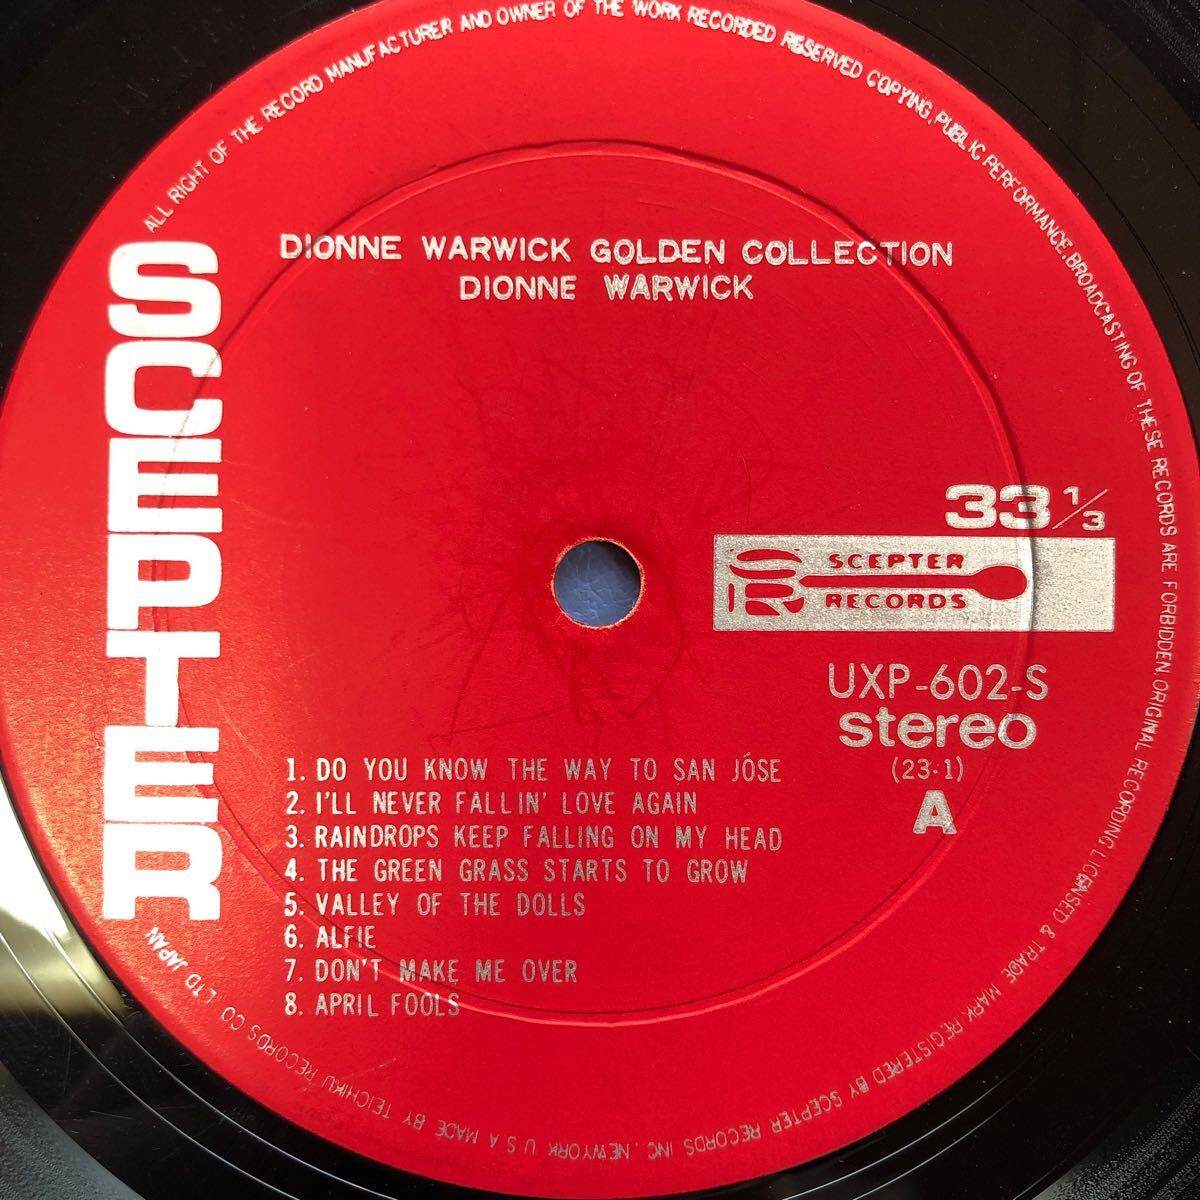 ALL RIGHT OF THE RECORD MANUFACTURER AND OWNER OF THE WORK RECORDED RESERVED COPYING, PUBLIC PERFORMANCE, BROADCASTING OF THESE RECORDS ARE FORBIDDEN. ORIGINAL RECORDING LICENSED & TRADE MARK REGISTERED BY SCEPTER RECORDS INC. NEWYORK U S A MADE BY TEICHIKU RECORDS CO. LTD JAPAN
SCEPTER
DIONNE WARWICK GOLDEN COLLECTION
DIONNE WARWICK
33 1/3
SR
SCEPTER
RECORDS
UXP-602-S
stereo
(23·1)
A
1. DO YOU KNOW THE WAY TO SAN JÓSE
2. I'LL NEVER FALLIN' LOVE AGAIN
3. RAINDROPS KEEP FALLING ON MY HEAD
4. THE GREEN GRASS STARTS TO GROW
5. VALLEY OF THE DOLLS
6. ALFIE
7. DON'T MAKE ME OVER
8. APRIL FOOLS